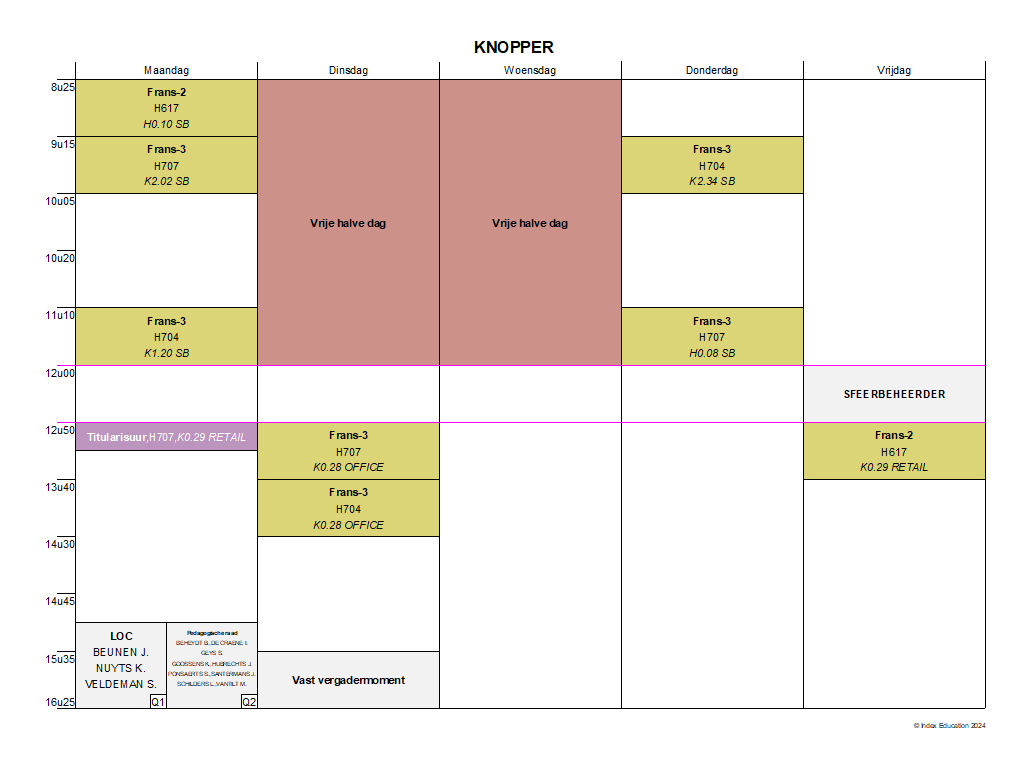 KNOPPER
Maandag
Dinsdag
Woensdag
Donderdag
Vrijdag
8u25
9u15
10u05
10u20
11u10
12u00
12u50
13u40
14u30
14u45
15u35
16u25
Frans-2
H617
H0.10 SB
Frans-3
H707
K2.02 SB
Frans-3
H704
K1.20 SB
Titularisuur,H707,K0.29 RETAIL
LOC
BEUNEN J.
NUYTS K.
VELDEMAN S.
Q1
Pedagogische raad
BEHEYDT B., DE CRAENE I.
GEYS S.
GOOSSENS K., HUBRECHTS J.
PONSAERTS S., SANTERMANS J.
SCHILDERS L., VANTILT M.
Q2
Vrije halve dag
Frans-3
H707
K0.28 OFFICE
Frans-3
H704
K0.28 OFFICE
Vast vergadermoment
Vrije halve dag
Frans-3
H704
K2.34 SB
Frans-3
H707
H0.08 SB
SFEERBEHEERDER
Frans-2
H617
K0.29 RETAIL
© Index Education 2024